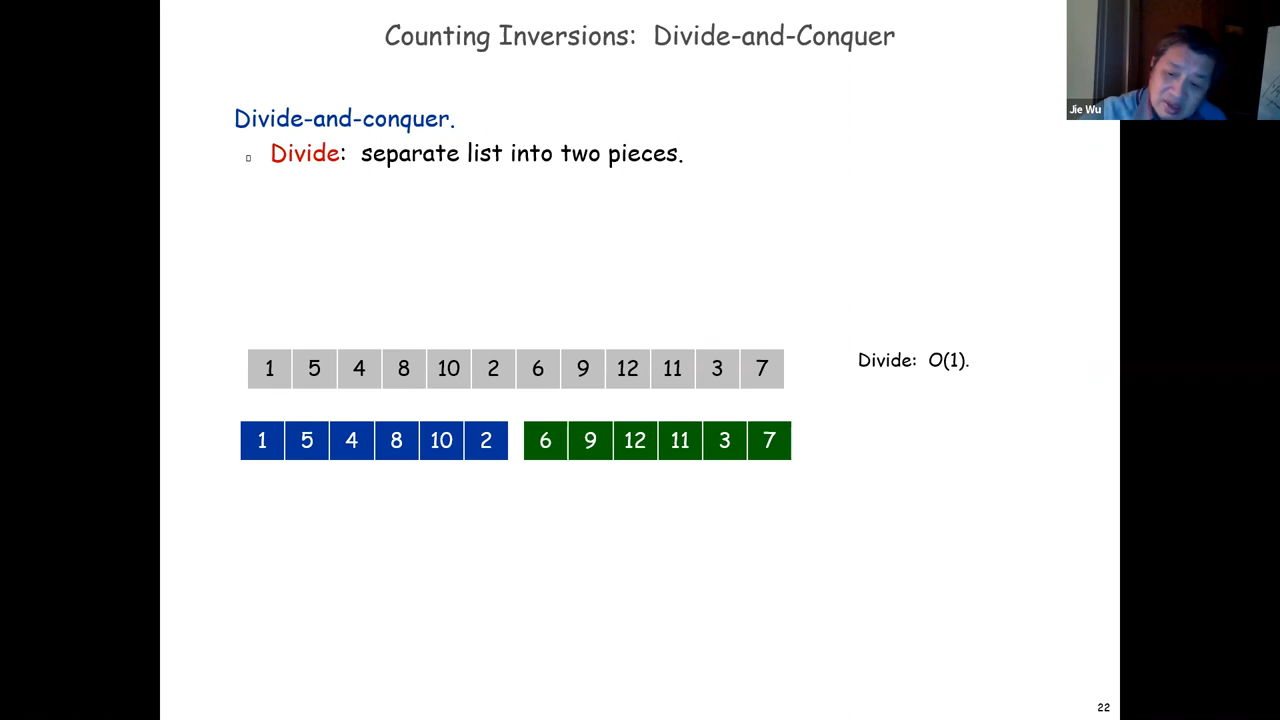 Counting Inversions: Divide-and-Conquer
Jie Wu
Divide-and-conquer.
Divide: separate list into two pieces.
1 5 4 8 10 2 6 9 12 11 3 7
Divide: O(1).
1 5 4 8 10 2 6 9 12 11 3 7
22